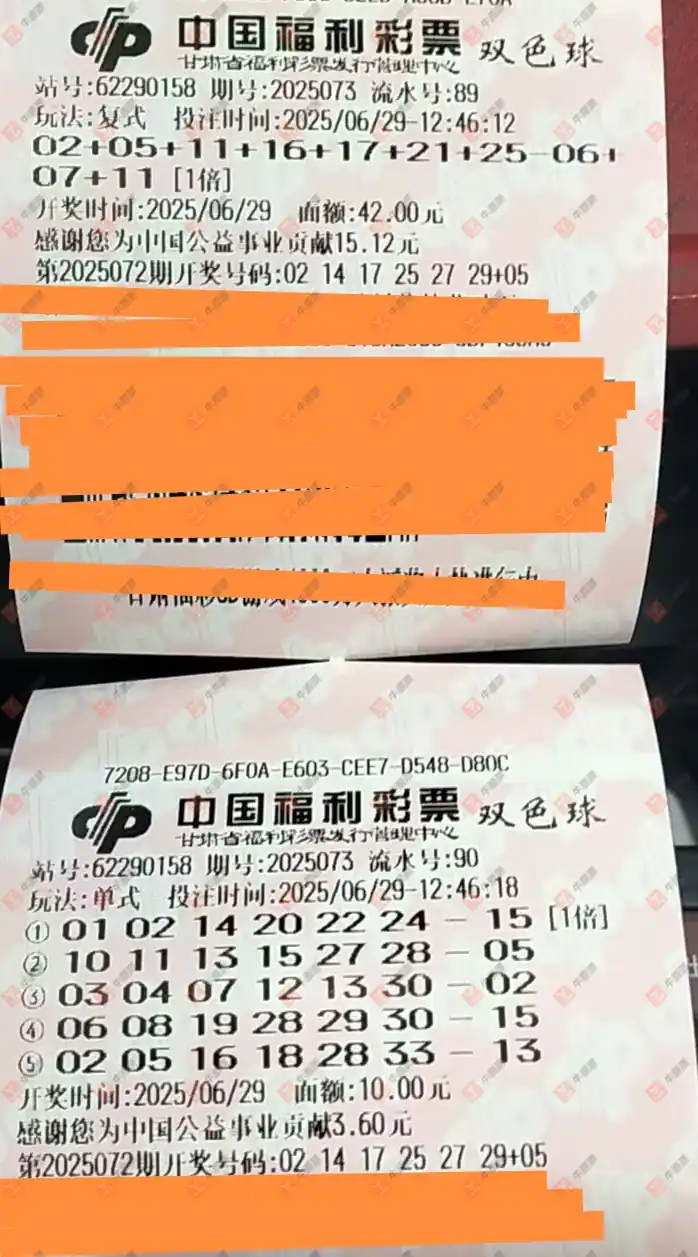 中国福利彩票 双色球
甘肃省福利彩票发行管理中心
站号:62290158 期号:2025073 流水号:89
玩法:复式 投注时间:2025/06/29-12:46:12
02+05+11+16+17+21+25-06+
07+11 [1倍]
开奖时间:2025/06/29 面额:42.00元
感谢您为中国公益事业贡献15.12元
第2025072期开奖号码:02 14 17 25 27 29+05
7208-E97D-6F0A-E603-CEE7-D548-D80C
中国福利彩票 双色球
甘肃省福利彩票发行管理中心
站号:62290158 期号:2025073 流水号:90
玩法:单式 投注时间:2025/06/29-12:46:18
① 01 02 14 20 22 24 - 15 [1倍]
② 10 11 13 15 27 28 - 05
③ 03 04 07 12 13 30 - 02
④ 06 08 19 28 29 30 - 15
⑤ 02 05 16 18 28 33 - 13
开奖时间:2025/06/29 面额:10.00元
感谢您为中国公益事业贡献3.60元
第2025072期开奖号码:02 14 17 25 27 29+05